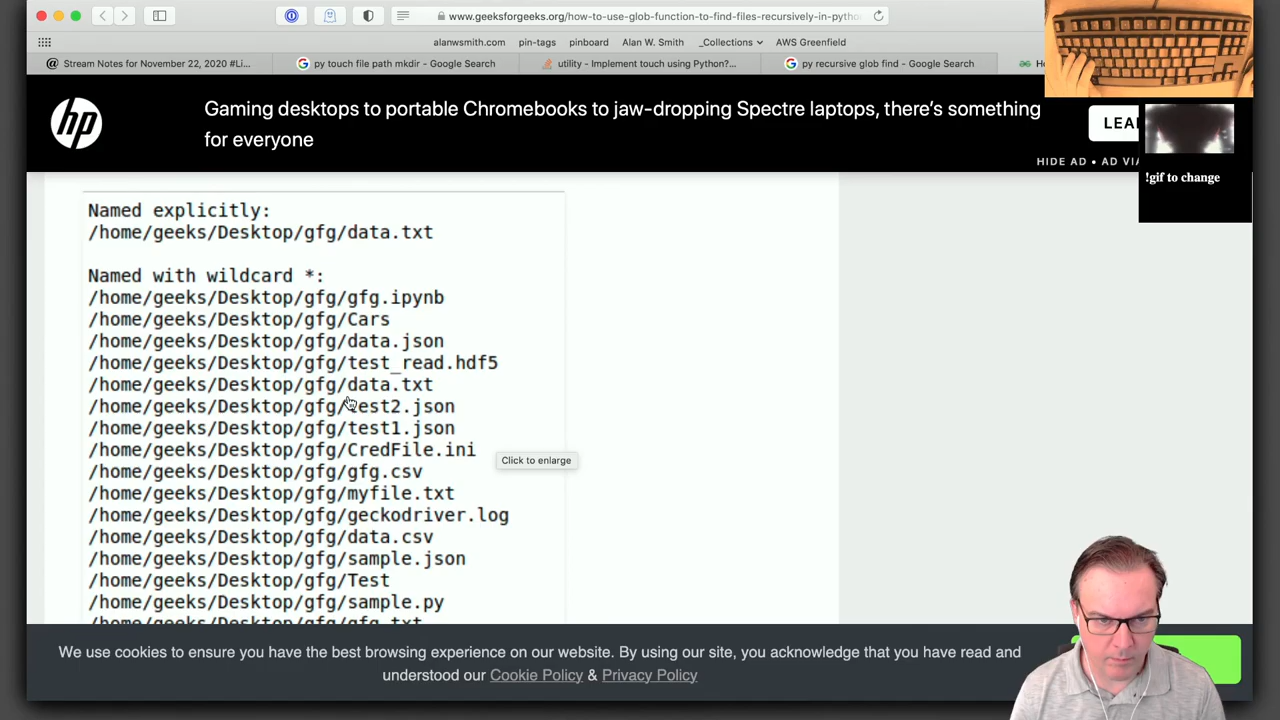 www.geeksforgeeks.org/how-to-use-glob-function-to-find-files-recursively-in-pytho
alanwsmith.com pin-tags pinboard Alan W. Smith _Collections AWS Greenfield
@ Stream Notes for November 22, 2020 #Li...
G py touch file path mkdir - Google Search
utility - Implement touch using Python?...
G py recursive glob find - Google Search
Ho
hp
Gaming desktops to portable Chromebooks to jaw-dropping Spectre laptops, there's something
for everyone
LEA
HIDE AD • AD VIA
!gif to change
Named explicitly:
/home/geeks/Desktop/gfg/data.txt
Named with wildcard *:
/home/geeks/Desktop/gfg/gfg.ipynb
/home/geeks/Desktop/gfg/Cars
/home/geeks/Desktop/gfg/data.json
/home/geeks/Desktop/gfg/test_read.hdf5
/home/geeks/Desktop/gfg/data.txt
/home/geeks/Desktop/gfg/test2.json
/home/geeks/Desktop/gfg/test1.json
/home/geeks/Desktop/gfg/CredFile.ini
Click to enlarge
/home/geeks/Desktop/gfg/gfg.csv
/home/geeks/Desktop/gfg/myfile.txt
/home/geeks/Desktop/gfg/geckodriver.log
/home/geeks/Desktop/gfg/data.csv
/home/geeks/Desktop/gfg/sample.json
/home/geeks/Desktop/gfg/Test
/home/geeks/Desktop/gfg/sample.py
/home/geeks/Desktop/gfg/gfg.txt
We use cookies to ensure you have the best browsing experience on our website. By using our site, you acknowledge that you have read and
understood our Cookie Policy & Privacy Policy